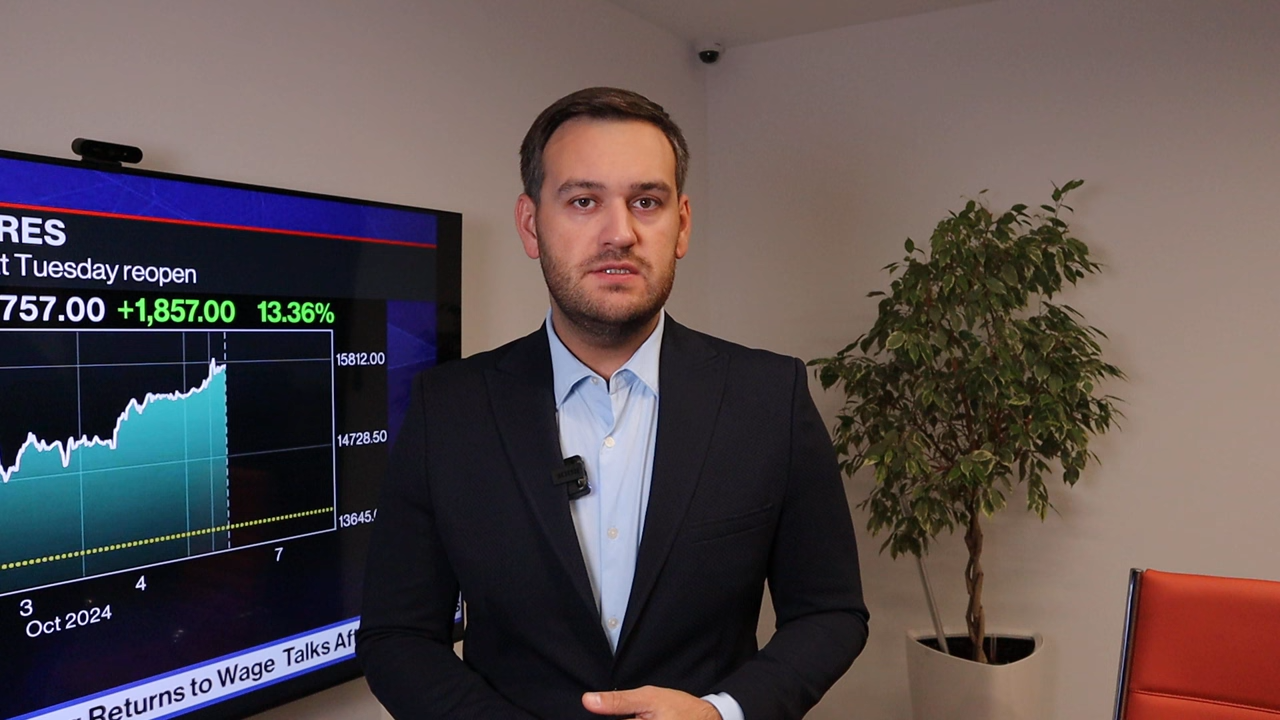 RES
t Tuesday reopen
757.00 +1,857.00 13.36%
15812.00
14728.50
13645.
3 4 7
Oct 2024
Returns to Wage Talks Af